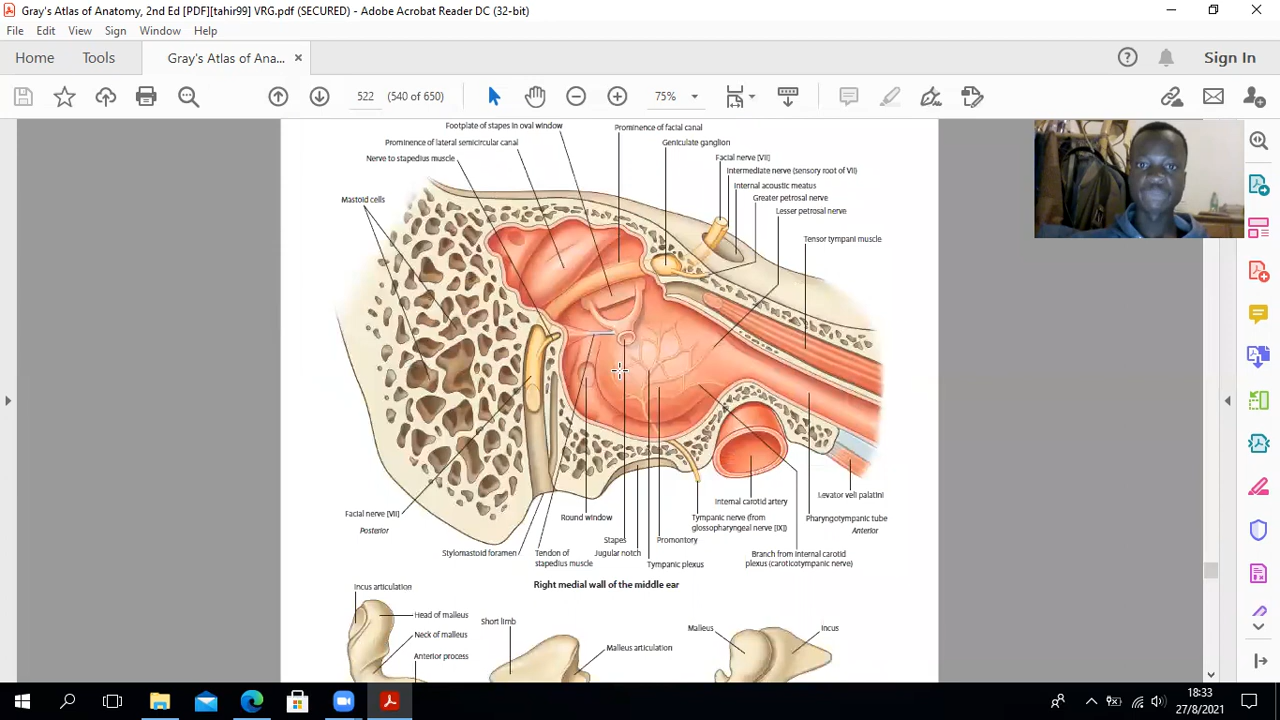 Gray's Atlas of Anatomy, 2nd Ed [PDF][tahir99] VRG.pdf (SECURED) - Adobe Acrobat Reader DC (32-bit)
File Edit View Sign Window Help
Home Tools Gray's Atlas of Ana... Sign In
522 (540 of 650) 75%
Footplate of stapes in oval window
Prominence of facial canal
Prominence of lateral semicircular canal
Geniculate ganglion
Nerve to stapedius muscle
Facial nerve [VII]
Intermediate nerve (sensory root of VII)
Internal acoustic meatus
Mastoid cells
Greater petrosal nerve
Lesser petrosal nerve
Tensor tympani muscle
Levator veli palatini
Internal carotid artery
Facial nerve [VII]
Round window
Tympanic nerve (from
glossopharyngeal nerve [IX])
Pharyngotympanic tube
Posterior
Anterior
Stapes
Promontory
Stylomastoid foramen
Tendon of
stapedius muscle
Jugular notch
Tympanic plexus
Branch from internal carotid
plexus (caroticotympanic nerve)
Right medial wall of the middle ear
Incus articulation
Head of malleus
Short limb
Malleus
Incus
Neck of malleus
Malleus articulation
Anterior process
18:33
27/8/2021